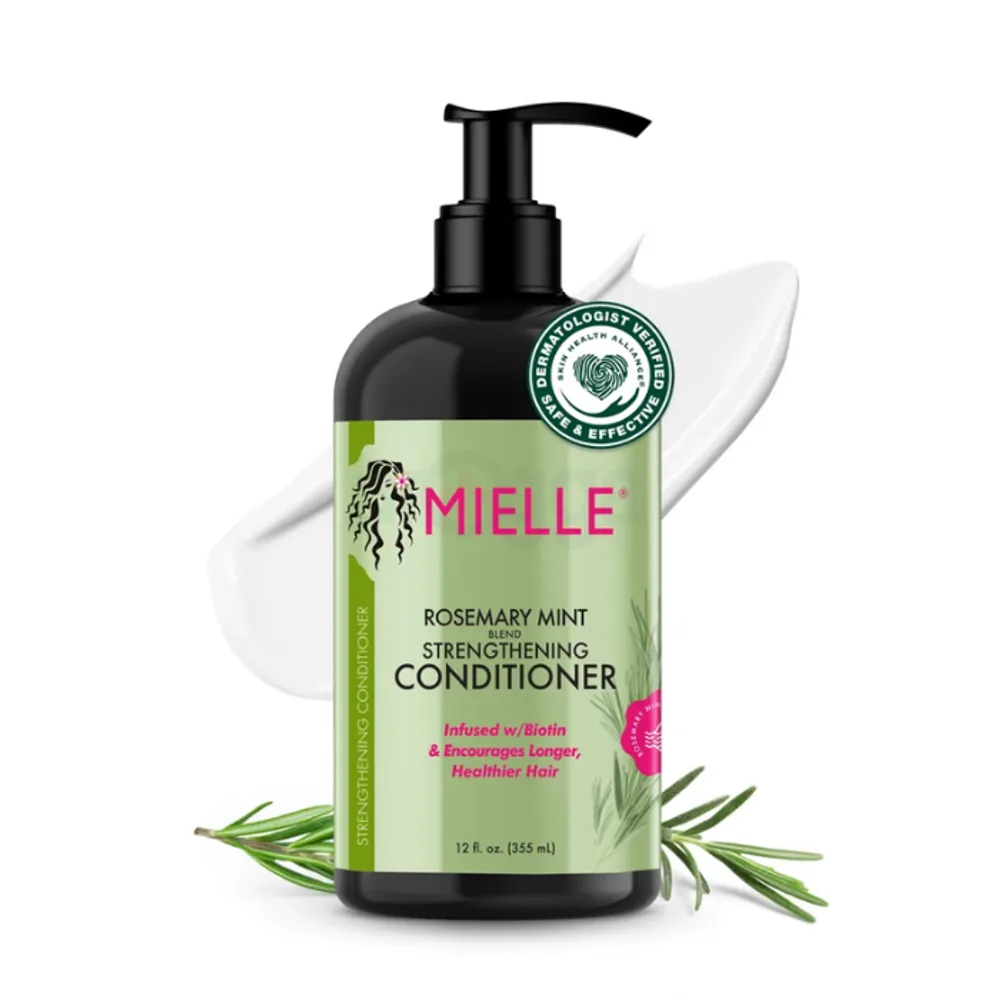 DERMATOLOGIST VERIFIED
SKIN HEALTH ALLIANCE®
SAFE & EFFECTIVE
MIELLE®
ROSEMARY MINT
BLEND
STRENGTHENING
CONDITIONER
Infused w/Biotin
& Encourages Longer,
Healthier Hair
12 fl. oz. (355 mL)
STRENGTHENING CONDITIONER
ROSEMARY